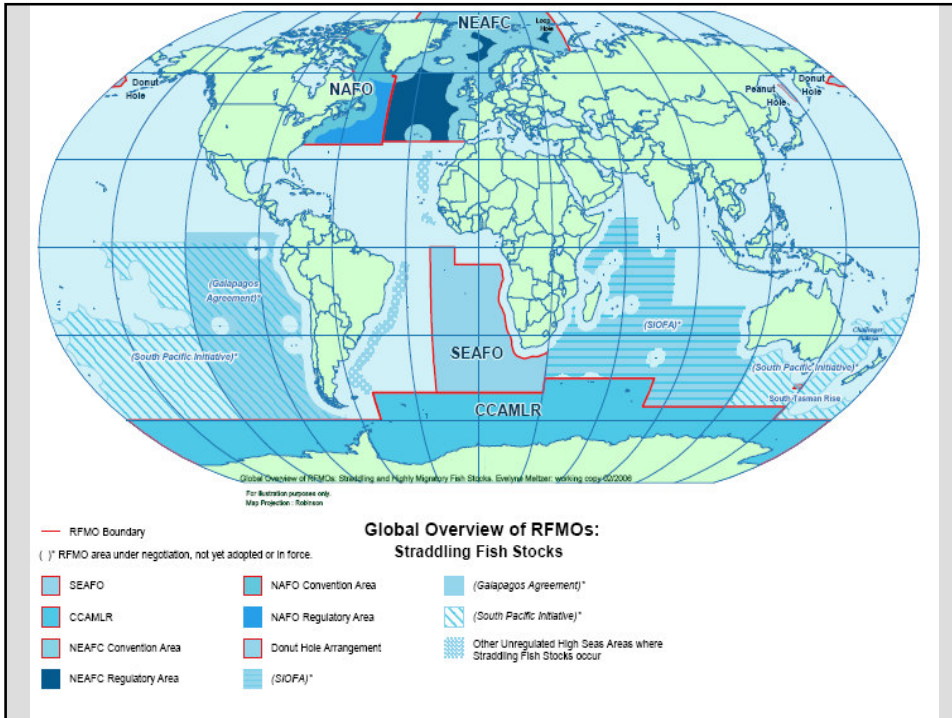 NEAFC
Loop
Hole
Donut
Hole
NAFO
Peanut
Hole
Donut
Hole
(Galapagos
Agreement)*
(SIOFA)*
Challenger
(South Pacific Initiative)*
SEAFO
(South Pacific Initiative)*
South Tasman Rise
CCAMLR
Global Overview of RFMOs: Straddling and Highly Migratory Fish Stocks. Evelyne Meltzer: working copy 02/2006
For illustration purposes only.
Map Projection : Robinson
Global Overview of RFMOs:
Straddling Fish Stocks
RFMO Boundary
( )* RFMO area under negotiation, not yet adopted or in force.
SEAFO
CCAMLR
NEAFC Convention Area
NEAFC Regulatory Area
NAFO Convention Area
NAFO Regulatory Area
Donut Hole Arrangement
(SIOFA)*
(Galapagos Agreement)*
(South Pacific Initiative)*
Other Unregulated High Seas Areas where
Straddling Fish Stocks occur